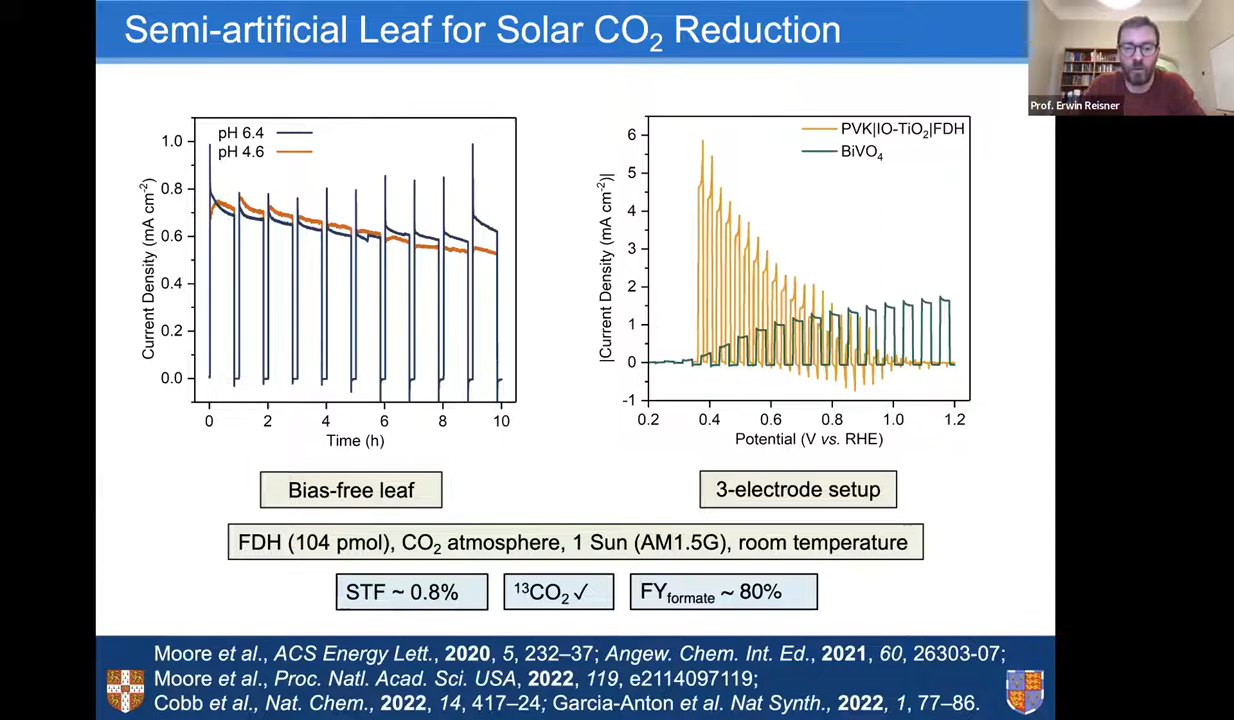 Semi-artificial Leaf for Solar CO₂ Reduction
Prof. Erwin Reisner
pH 6.4
pH 4.6
Current Density (mA cm⁻²)
1.0
0.8
0.6
0.4
0.2
0.0
0 2 4 6 8 10
Time (h)
PVK|IO-TiO₂|FDH
BiVO₄
|Current Density (mA cm⁻²)|
6
5
4
3
2
1
0
-1
0.2 0.4 0.6 0.8 1.0 1.2
Potential (V vs. RHE)
Bias-free leaf
3-electrode setup
FDH (104 pmol), CO₂ atmosphere, 1 Sun (AM1.5G), room temperature
STF ~ 0.8%
¹³CO₂ ✓
FY_formate ~ 80%
Moore et al., ACS Energy Lett., 2020, 5, 232–37; Angew. Chem. Int. Ed., 2021, 60, 26303-07;
Moore et al., Proc. Natl. Acad. Sci. USA, 2022, 119, e2114097119;
Cobb et al., Nat. Chem., 2022, 14, 417–24; Garcia-Anton et al. Nat Synth., 2022, 1, 77–86.